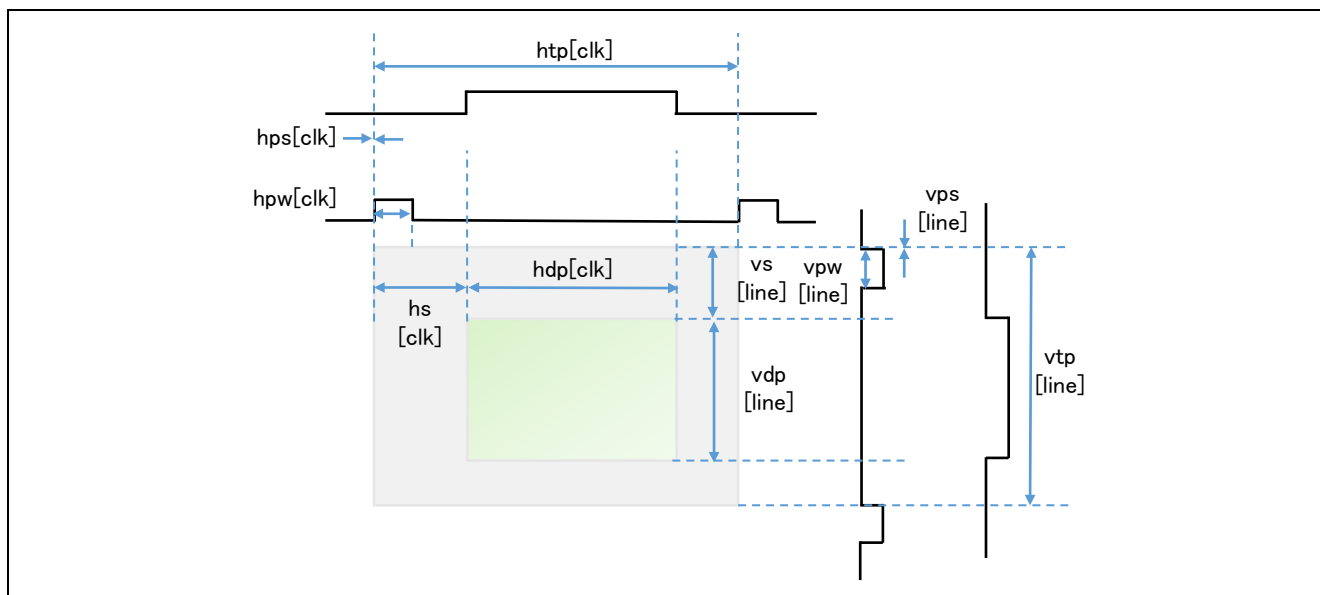 htp[clk]
hps[clk]
hpw[clk]
vps
[line]
hdp[clk]
vs
[line]
vpw
[line]
hs
[clk]
vdp
[line]
vtp
[line]